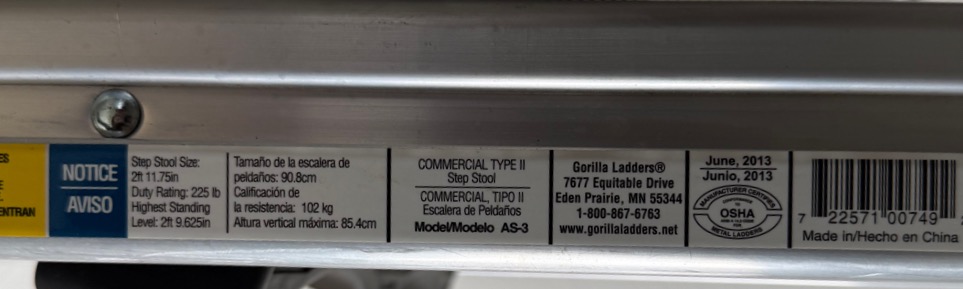 ES
E
ENTRAN
NOTICE
AVISO
Step Stool Size:
2ft 11.75in
Duty Rating: 225 lb
Highest Standing
Level: 2ft 9.625in
Tamaño de la escalera de
peldaños: 90.8cm
Calificación de
la resistencia: 102 kg
Altura vertical máxima: 85.4cm
COMMERCIAL TYPE II
Step Stool
COMMERCIAL, TIPO II
Escalera de Peldaños
Model/Modelo AS-3
Gorilla Ladders®
7677 Equitable Drive
Eden Prairie, MN 55344
1-800-867-6763
www.gorillaladders.net
June, 2013
Junio, 2013
MANUFACTURER CERTIFIES
OSHA
METAL LADDERS
7 22571 00749
Made in/Hecho en China